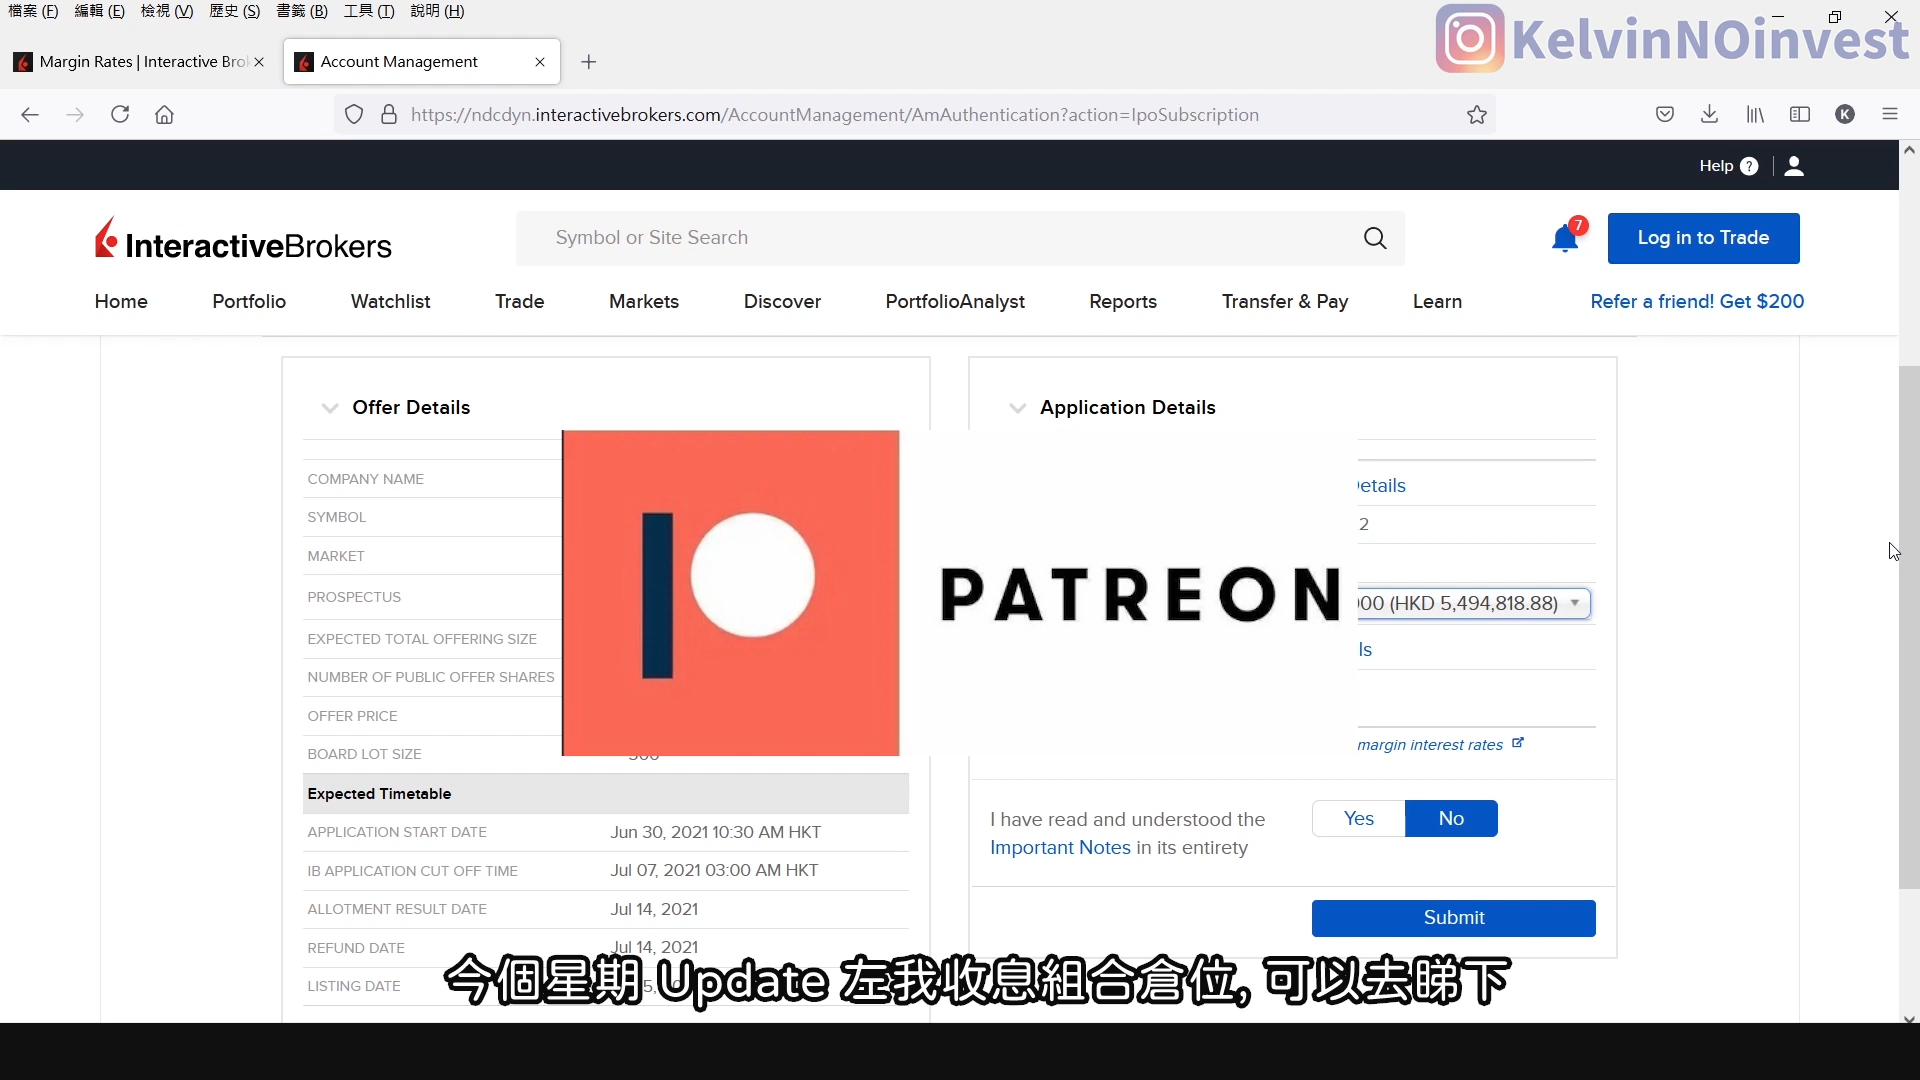 檔案 (F) 編輯 (E) 檢視 (V) 歷史 (S) 書籤 (B) 工具 (T) 說明 (H)
KelvinNOinvest
Margin Rates | Interactive Bro
Account Management
https://ndcdyn.interactivebrokers.com/AccountManagement/AmAuthentication?action=IpoSubscription
K
Help ?
InteractiveBrokers
Symbol or Site Search
7
Log in to Trade
Home Portfolio Watchlist Trade Markets Discover PortfolioAnalyst Reports Transfer & Pay Learn Refer a friend! Get $200
Offer Details
Application Details
COMPANY NAME
etails
SYMBOL
2
MARKET
PROSPECTUS
PATREON
00 (HKD 5,494,818.88)
EXPECTED TOTAL OFFERING SIZE
ls
NUMBER OF PUBLIC OFFER SHARES
OFFER PRICE
margin interest rates
BOARD LOT SIZE
Expected Timetable
APPLICATION START DATE Jun 30, 2021 10:30 AM HKT
I have read and understood the
Important Notes in its entirety
Yes No
IB APPLICATION CUT OFF TIME Jul 07, 2021 03:00 AM HKT
ALLOTMENT RESULT DATE Jul 14, 2021
Submit
REFUND DATE Jul 14, 2021
LISTING DATE
今個星期 Update 左我收息組合倉位, 可以去睇下